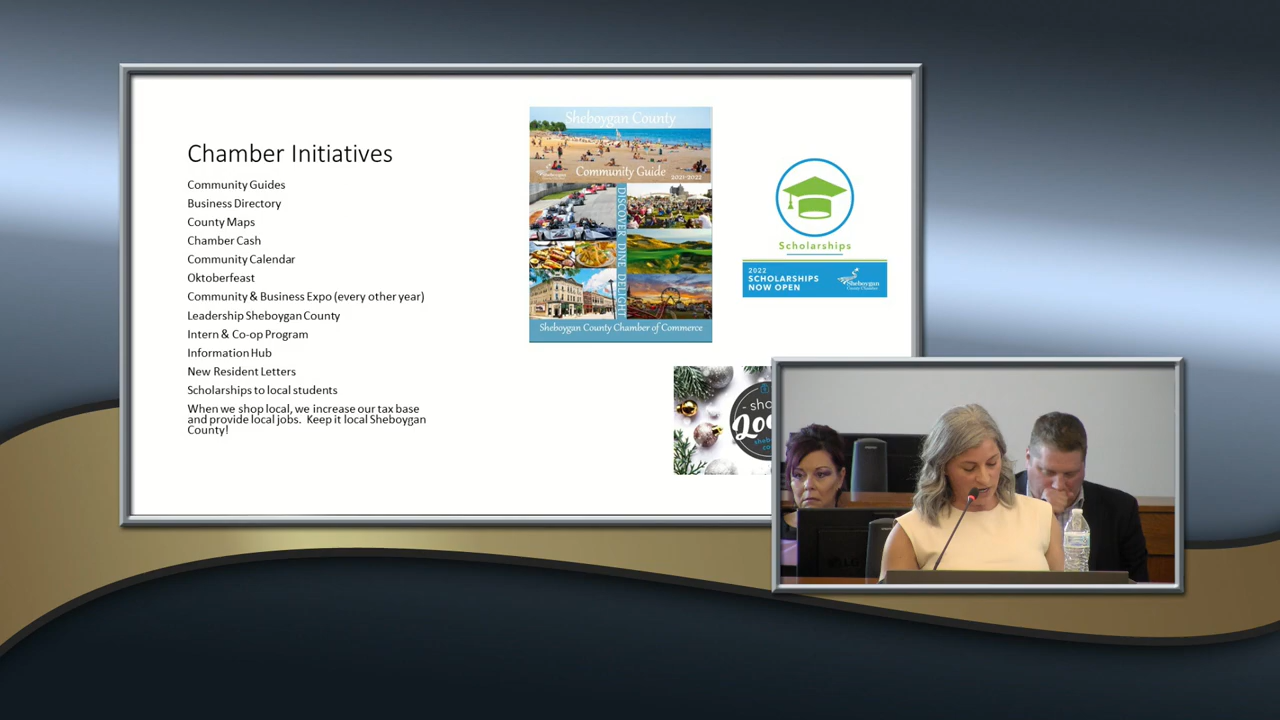 Chamber Initiatives
Community Guides
Business Directory
County Maps
Chamber Cash
Community Calendar
Oktoberfeast
Community & Business Expo (every other year)
Leadership Sheboygan County
Intern & Co-op Program
Information Hub
New Resident Letters
Scholarships to local students
When we shop local, we increase our tax base
and provide local jobs. Keep it local Sheboygan
County!
Sheboygan County
Community Guide
2021-2022
DISCOVER DINE DELIGHT
Sheboygan County Chamber of Commerce
Scholarships
2022
SCHOLARSHIPS
NOW OPEN
Sheboygan
County Chamber